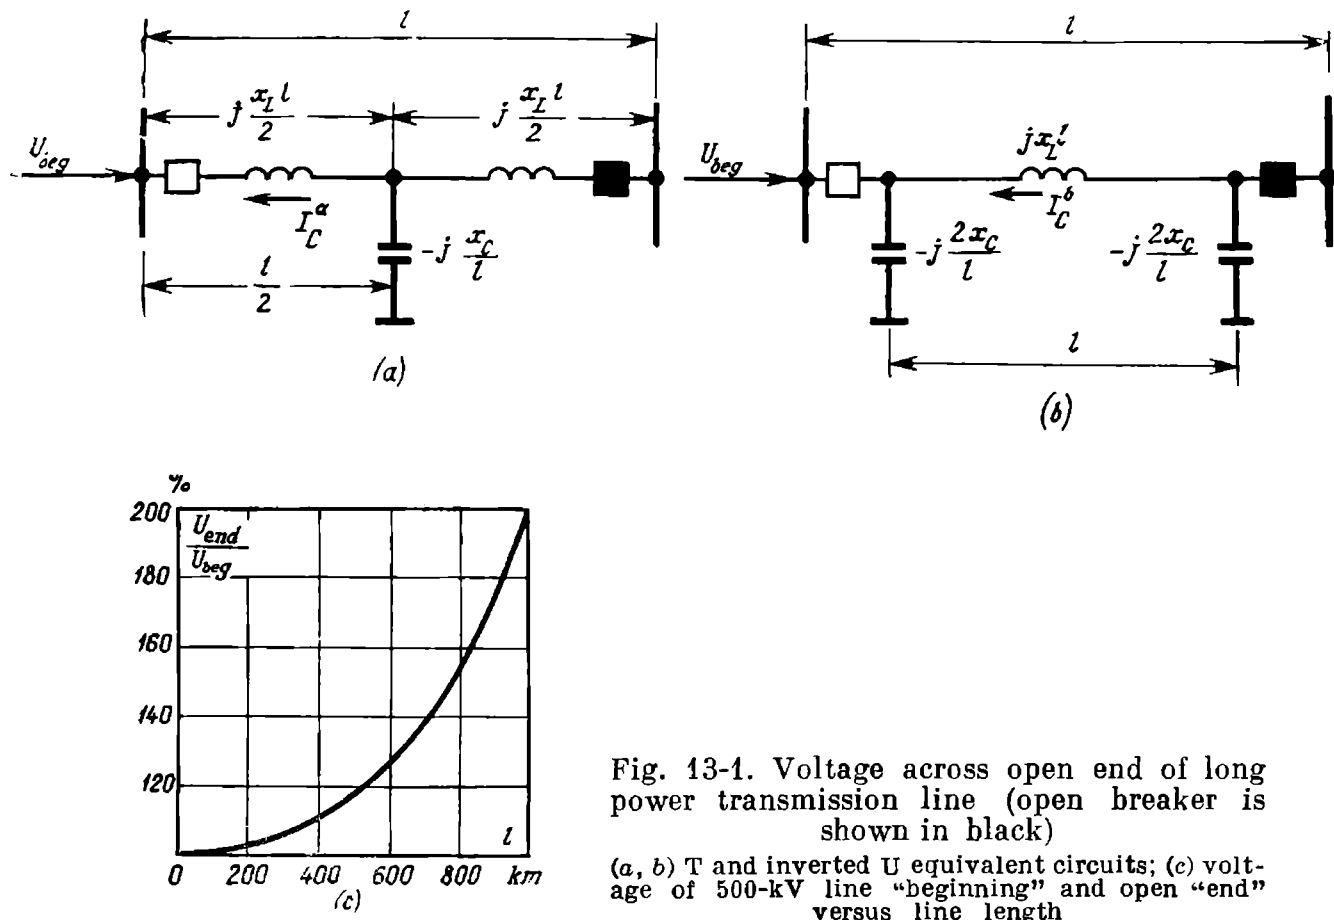 l
j x_L l / 2
j x_L l / 2
U_beg
I_C^a
-j x_C / l
l / 2
(a)
l
U_beg
j x_L l
I_C^b
-j 2x_C / l
-j 2x_C / l
l
(b)
%
200
U_end / U_beg
180
160
140
120
l
0 200 400 600 800 km
(c)
Fig. 13-1. Voltage across open end of long
power transmission line (open breaker is
shown in black)
(a, b) T and inverted U equivalent circuits; (c) volt-
age of 500-kV line “beginning” and open “end”
versus line length